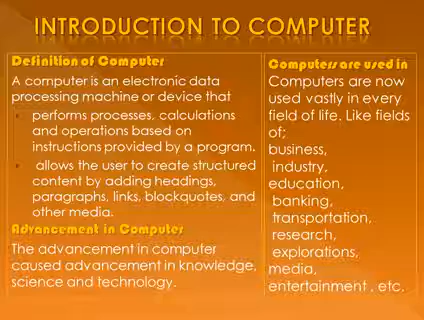 INTRODUCTION TO COMPUTER
Definition of Computer
A computer is an electronic data
processing machine or device that
• performs processes, calculations
and operations based on
instructions provided by a program.
• allows the user to create structured
content by adding headings,
paragraphs, links, blockquotes, and
other media.
Advancement in Computer
The advancement in computer
caused advancement in knowledge,
science and technology.
Computers are used in
Computers are now
used vastly in every
field of life. Like fields
of;
business,
industry,
education,
banking,
transportation,
research,
explorations,
media,
entertainment , etc.